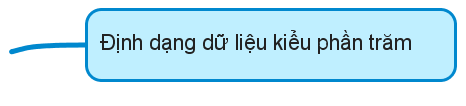 Định dạng dữ liệu kiểu phần trăm